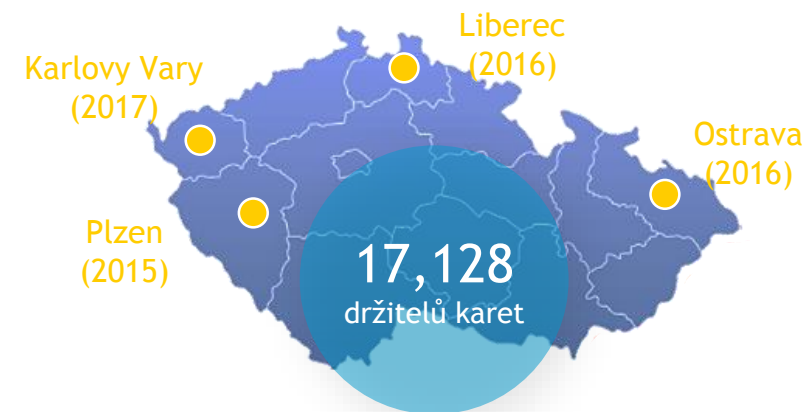 Liberec
(2016)
Karlovy Vary
(2017)
Ostrava
(2016)
Plzen
(2015)
17,128
držitelů karet